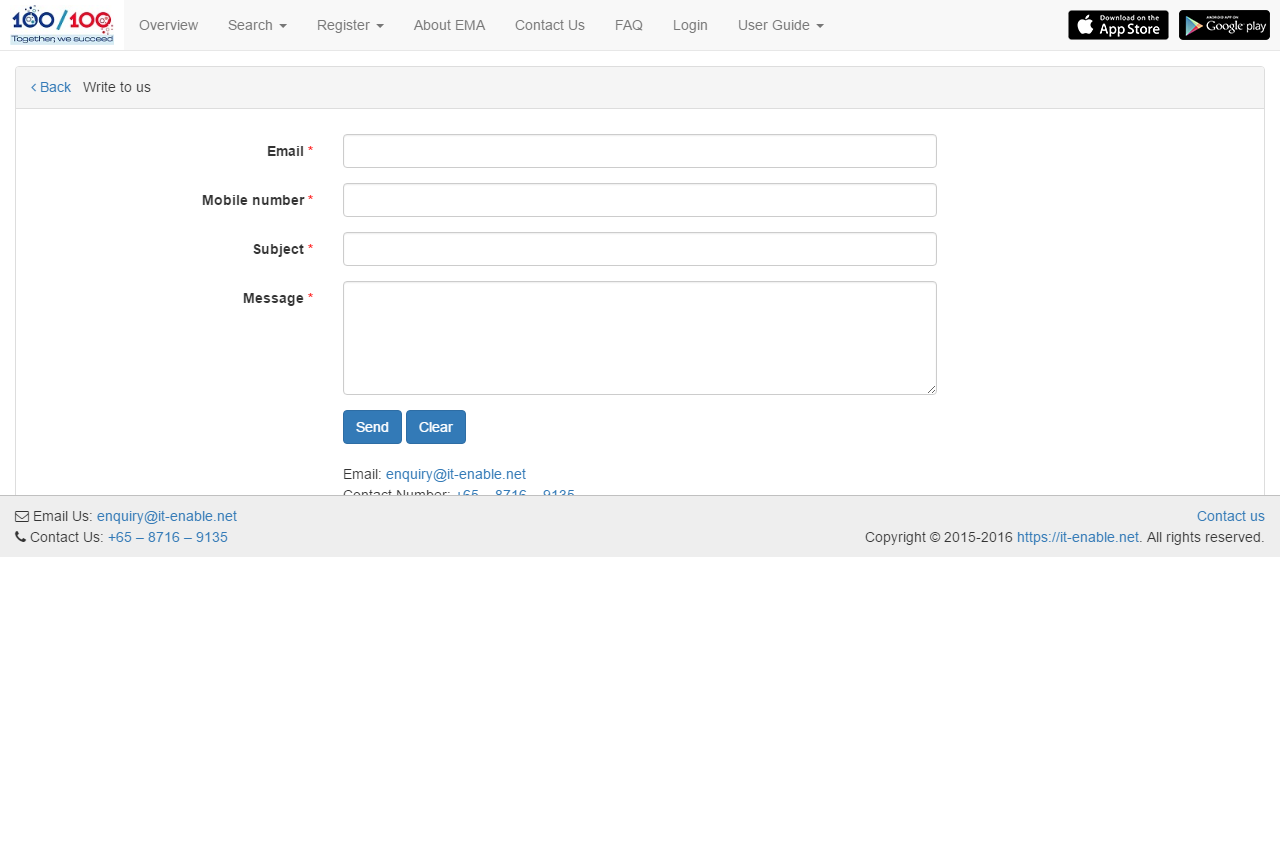 100/100
Together, we succeed
Overview
Search
Register
About EMA
Contact Us
FAQ
Login
User Guide
Download on the
App Store
ANDROID APP ON
Google play
Back Write to us
Email *
Mobile number *
Subject *
Message *
Send
Clear
Email: enquiry@it-enable.net
Contact Number: +65 – 8716 – 9135
Email Us: enquiry@it-enable.net
Contact Us: +65 – 8716 – 9135
Contact us
Copyright © 2015-2016 https://it-enable.net. All rights reserved.